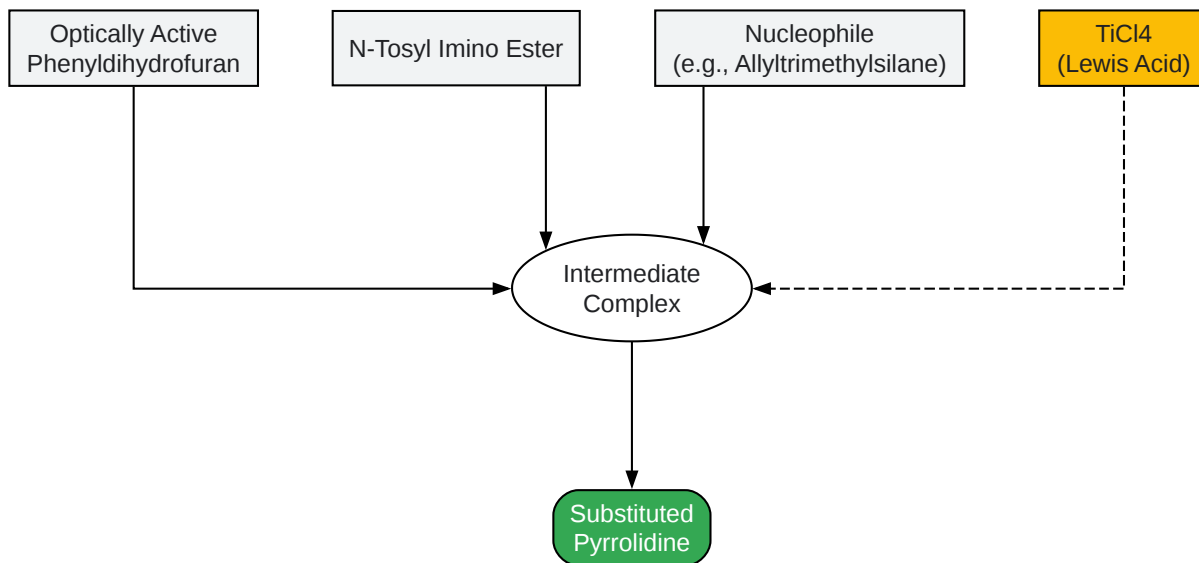 Optically Active
Phenyldihydrofuran
N-Tosyl Imino Ester
Nucleophile
(e.g., Allyltrimethylsilane)
TiCl4
(Lewis Acid)
Intermediate
Complex
Substituted
Pyrrolidine